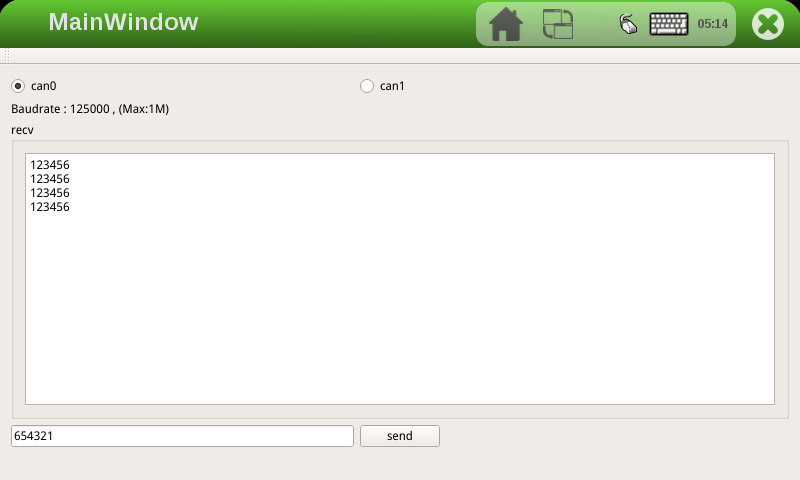 MainWindow
05:14
can0
can1
Baudrate : 125000 , (Max:1M)
recv
123456
123456
123456
123456
654321
send